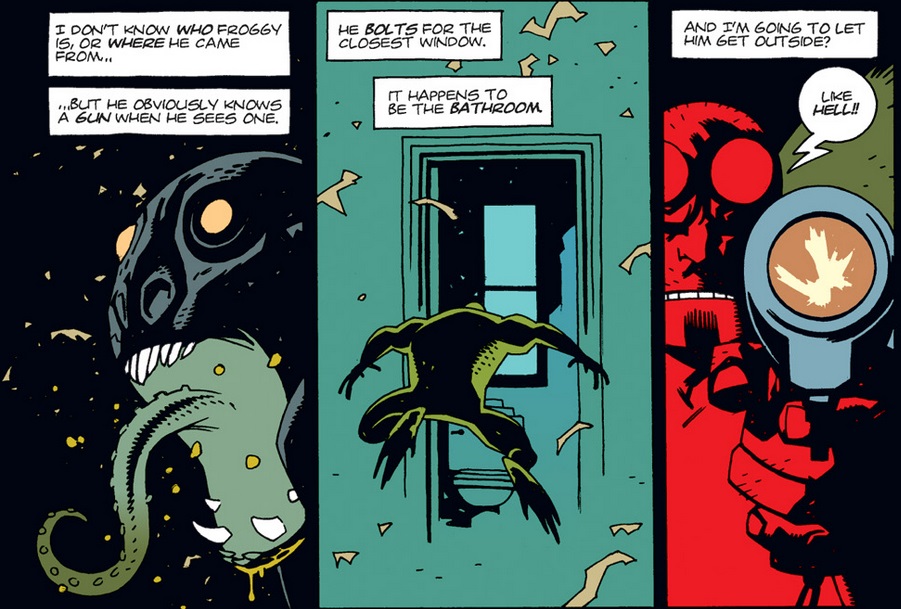 I DON'T KNOW WHO FROGGY
IS, OR WHERE HE CAME
FROM...
...BUT HE OBVIOUSLY KNOWS
A GUN WHEN HE SEES ONE.
HE BOLTS FOR THE
CLOSEST WINDOW.
IT HAPPENS TO
BE THE BATHROOM.
AND I'M GOING TO LET
HIM GET OUTSIDE?
LIKE
HELL!!